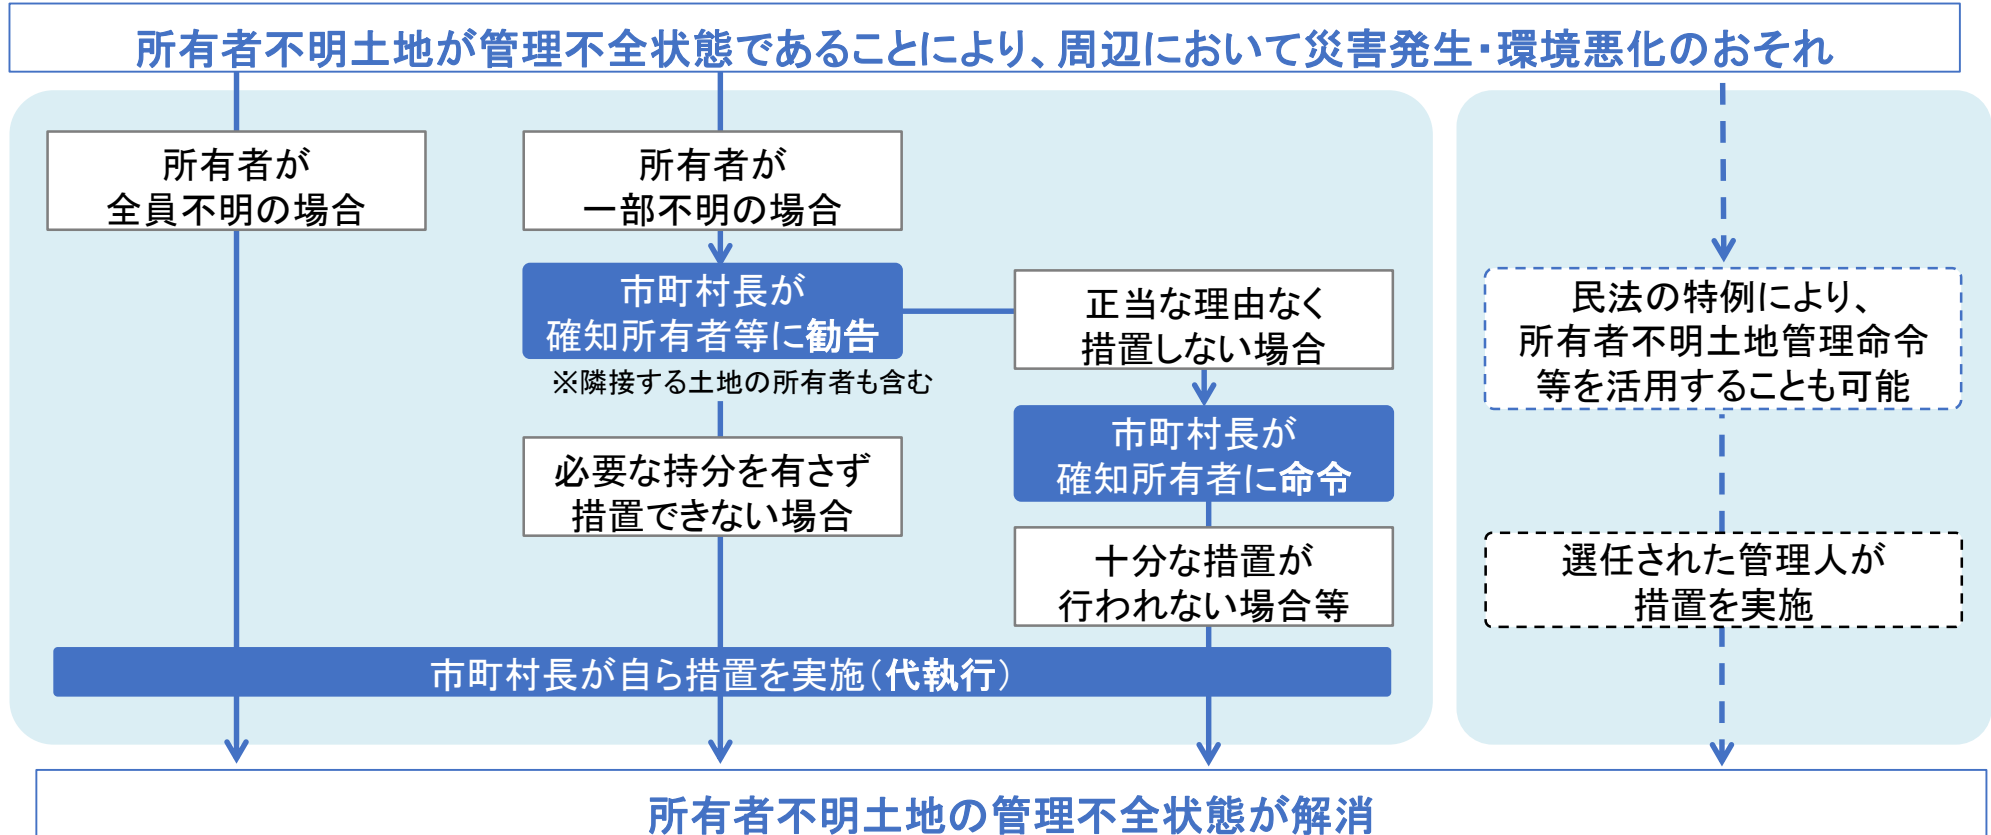 所有者不明土地が管理不全状態であることにより、周辺において災害発生・環境悪化のおそれ
所有者が
全員不明の場合
所有者が
一部不明の場合
市町村長が
確知所有者等に勧告
※隣接する土地の所有者も含む
必要な持分を有さず
措置できない場合
正当な理由なく
措置しない場合
市町村長が
確知所有者に命令
十分な措置が
行われない場合等
市町村長が自ら措置を実施(代執行)
民法の特例により、
所有者不明土地管理命令
等を活用することも可能
選任された管理人が
措置を実施
所有者不明土地の管理不全状態が解消